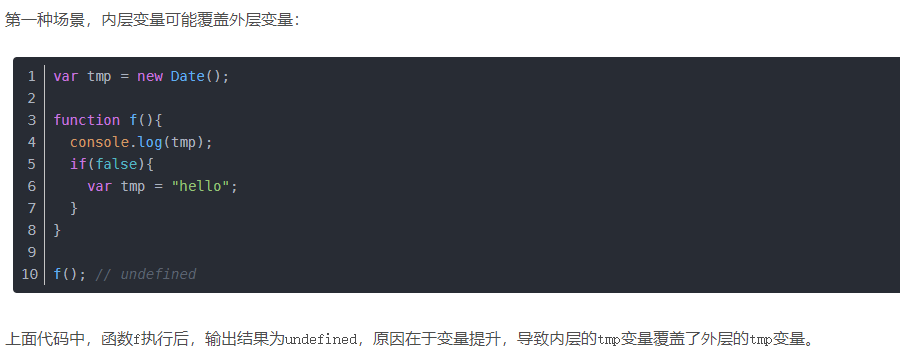 第一种场景，内层变量可能覆盖外层变量：
1 var tmp = new Date();
2
3 function f(){
4   console.log(tmp);
5   if(false){
6     var tmp = "hello";
7   }
8 }
9
10 f(); // undefined
上面代码中，函数f执行后，输出结果为undefined，原因在于变量提升，导致内层的tmp变量覆盖了外层的tmp变量。